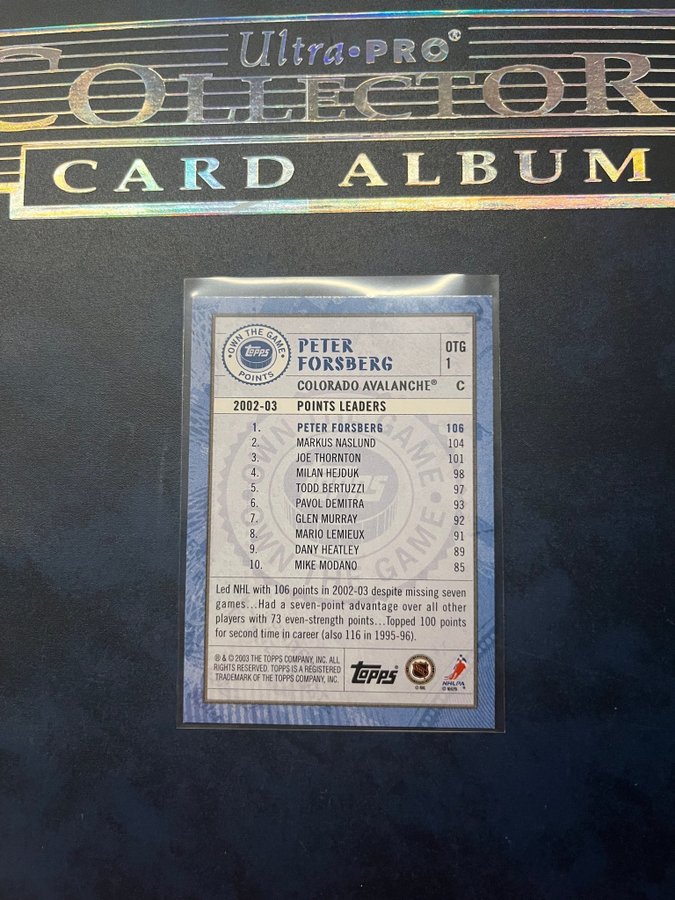 Ultra•PRO®
COLLECTOR
CARD ALBUM
•OWN THE GAME•
Topps
POINTS
PETER
FORSBERG
OTG
1
COLORADO AVALANCHE® C
2002-03 POINTS LEADERS
1. PETER FORSBERG 106
2. MARKUS NASLUND 104
3. JOE THORNTON 101
4. MILAN HEJDUK 98
5. TODD BERTUZZI 97
6. PAVOL DEMITRA 93
7. GLEN MURRAY 92
8. MARIO LEMIEUX 91
9. DANY HEATLEY 89
10. MIKE MODANO 85
Led NHL with 106 points in 2002-03 despite missing seven
games...Had a seven-point advantage over all other
players with 73 even-strength points...Topped 100 points
for second time in career (also 116 in 1995-96).
® & © 2003 THE TOPPS COMPANY, INC. ALL
RIGHTS RESERVED. TOPPS IS A REGISTERED
TRADEMARK OF THE TOPPS COMPANY, INC.
Topps®
© NHL
NHLPA